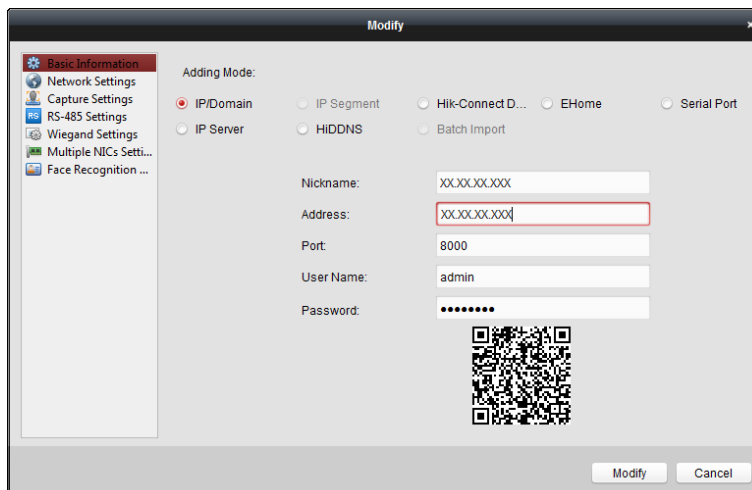 Modify
Basic Information
Network Settings
Capture Settings
RS RS-485 Settings
Wiegand Settings
Multiple NICs Setti...
Face Recognition ...
Adding Mode:
IP/Domain IP Segment Hik-Connect D... EHome Serial Port
IP Server HiDDNS Batch Import
Nickname: XX.XX.XX.XXX
Address: XX.XX.XX.XXX
Port: 8000
User Name: admin
Password: ••••••••
Modify Cancel